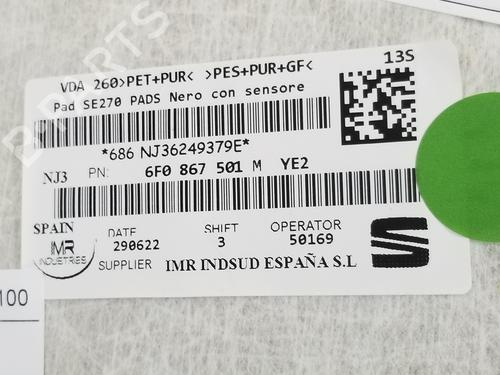 VDA 260>PET+PUR< >PES+PUR+GF<
13S
Pad SE270 PADS Nero con sensore
*686 NJ36249379E*
NJ3 PN: 6F0 867 501 M YE2
SPAIN DATE SHIFT OPERATOR
290622 3 50169
IMR
INDUSTRIES
SUPPLIER IMR INDSUD ESPAÑA S.L
100
B-PARTS